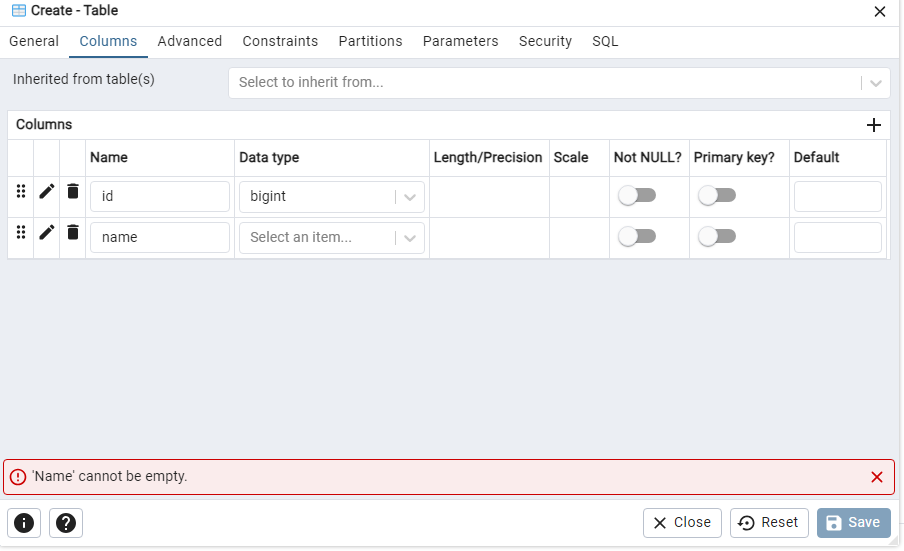 Create - Table
General Columns Advanced Constraints Partitions Parameters Security SQL
Inherited from table(s) Select to inherit from...
Columns
Name Data type Length/Precision Scale Not NULL? Primary key? Default
id bigint
name Select an item...
'Name' cannot be empty.
Close Reset Save